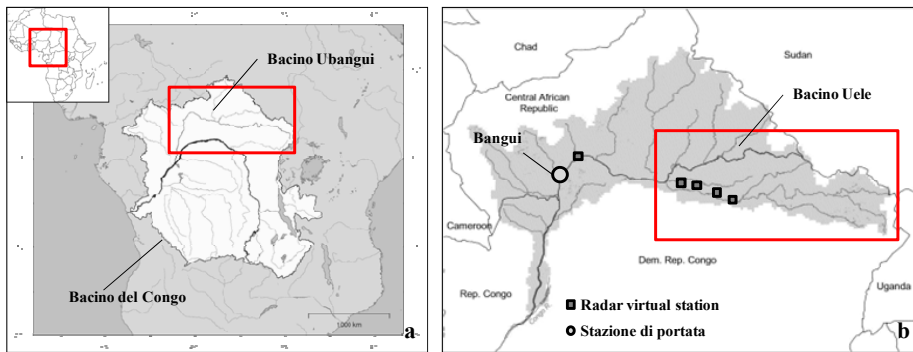 Bacino Ubangui
Bacino del Congo
1000 km
a
Chad
Sudan
Central African
Republic
Bacino Uele
Bangui
Cameroon
Dem. Rep. Congo
Rep. Congo
Uganda
Radar virtual station
Stazione di portata
b